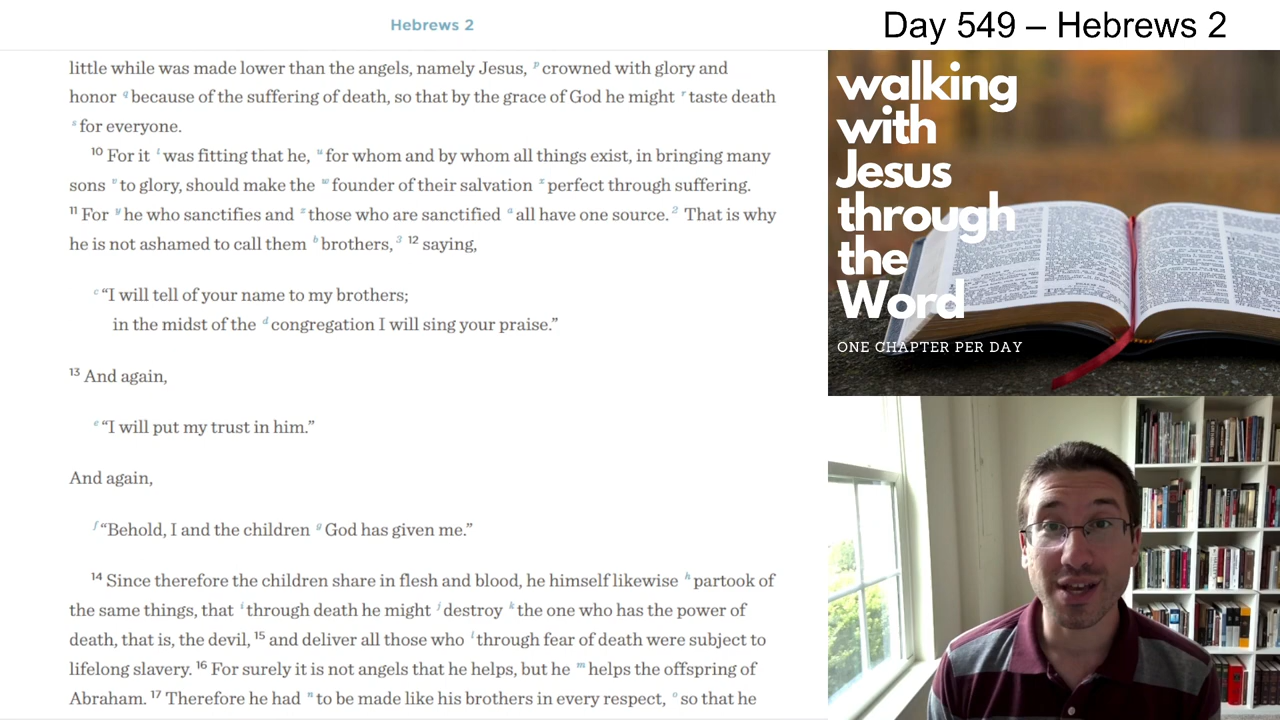 Hebrews 2
little while was made lower than the angels, namely Jesus, p crowned with glory and
honor q because of the suffering of death, so that by the grace of God he might r taste death
s for everyone.
10 For it t was fitting that he, u for whom and by whom all things exist, in bringing many
sons v to glory, should make the w founder of their salvation x perfect through suffering.
11 For y he who sanctifies and z those who are sanctified a all have one source. 2 That is why
he is not ashamed to call them b brothers, 3 12 saying,
c “I will tell of your name to my brothers;
in the midst of the d congregation I will sing your praise.”
13 And again,
e “I will put my trust in him.”
And again,
f “Behold, I and the children g God has given me.”
14 Since therefore the children share in flesh and blood, he himself likewise h partook of
the same things, that i through death he might j destroy k the one who has the power of
death, that is, the devil, 15 and deliver all those who l through fear of death were subject to
lifelong slavery. 16 For surely it is not angels that he helps, but he m helps the offspring of
Abraham. 17 Therefore he had n to be made like his brothers in every respect, o so that he
Day 549 – Hebrews 2
walking
with
Jesus
through
the
Word
ONE CHAPTER PER DAY